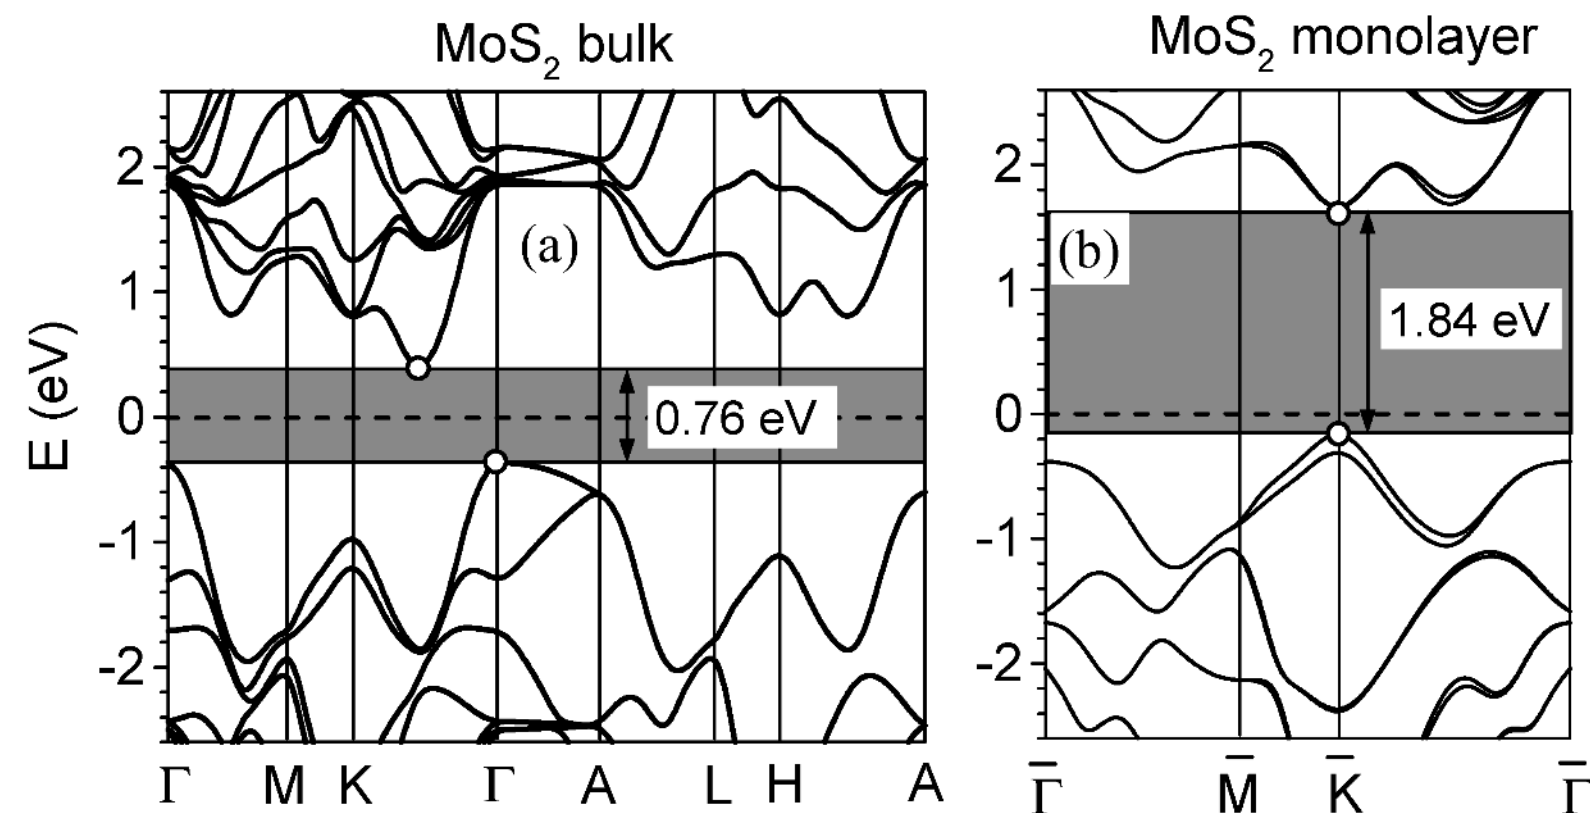 MoS₂ bulk
MoS₂ monolayer
E (eV)
2
1
0
-1
-2
(a)
0.76 eV
Γ M K Γ A L H A
2
1
0
-1
-2
(b)
1.84 eV
Γ̅ M̅ K̅ Γ̅